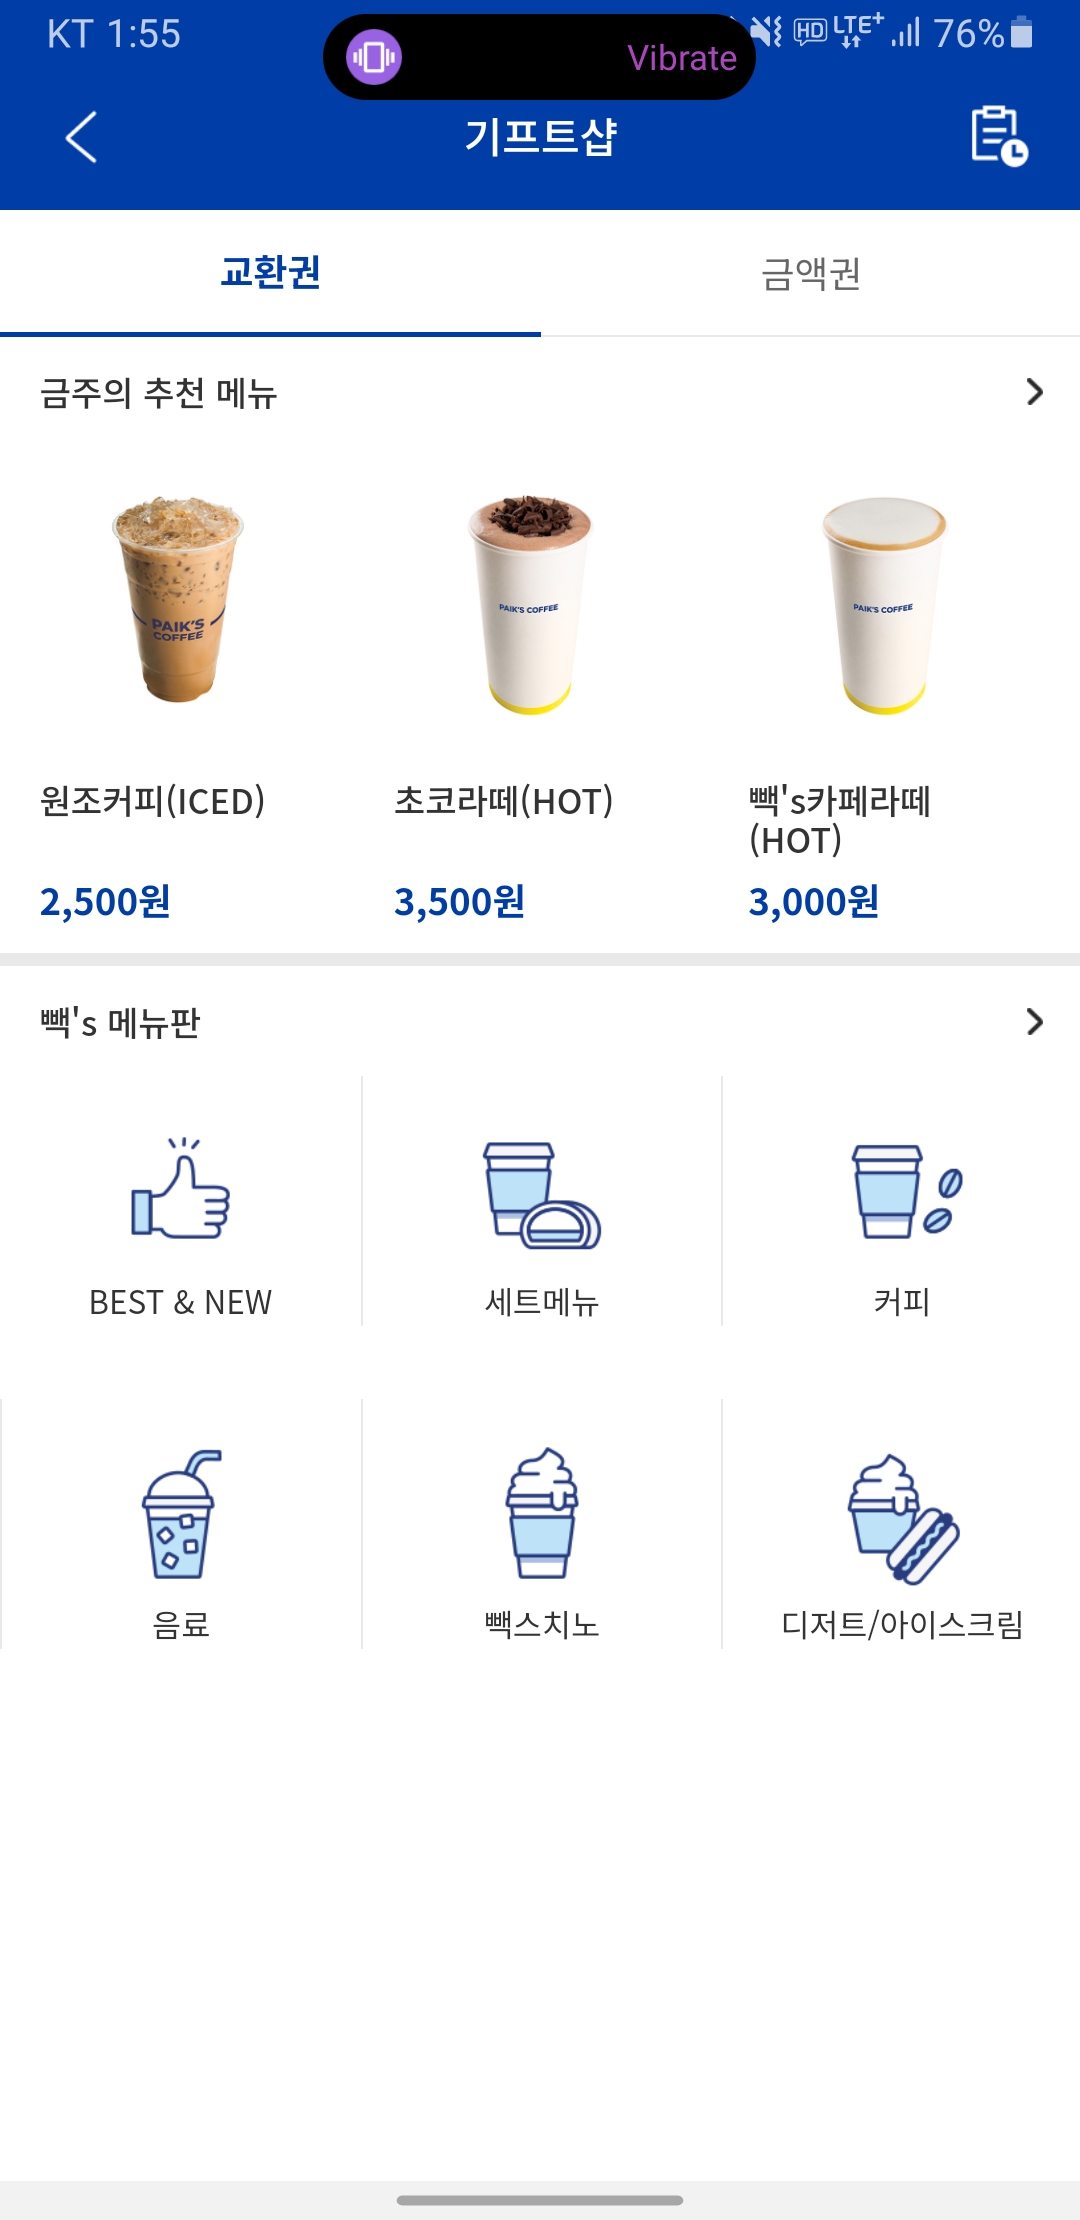 KT 1:55
Vibrate
HD LTE+ 76%
기프트샵
교환권
금액권
금주의 추천 메뉴
PAIK'S
COFFEE
PAIK'S COFFEE
PAIK'S COFFEE
원조커피(ICED)
초코라떼(HOT)
빽's카페라떼
(HOT)
2,500원
3,500원
3,000원
빽's 메뉴판
BEST & NEW
세트메뉴
커피
음료
빽스치노
디저트/아이스크림